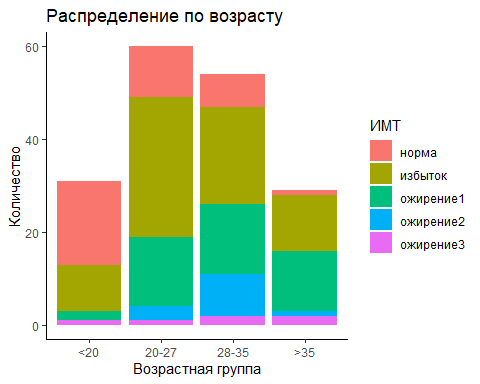 Распределение по возрасту
60
40
20
0
Количество
<20
20-27
28-35
>35
Возрастная группа
ИМТ
норма
избыток
ожирение1
ожирение2
ожирение3